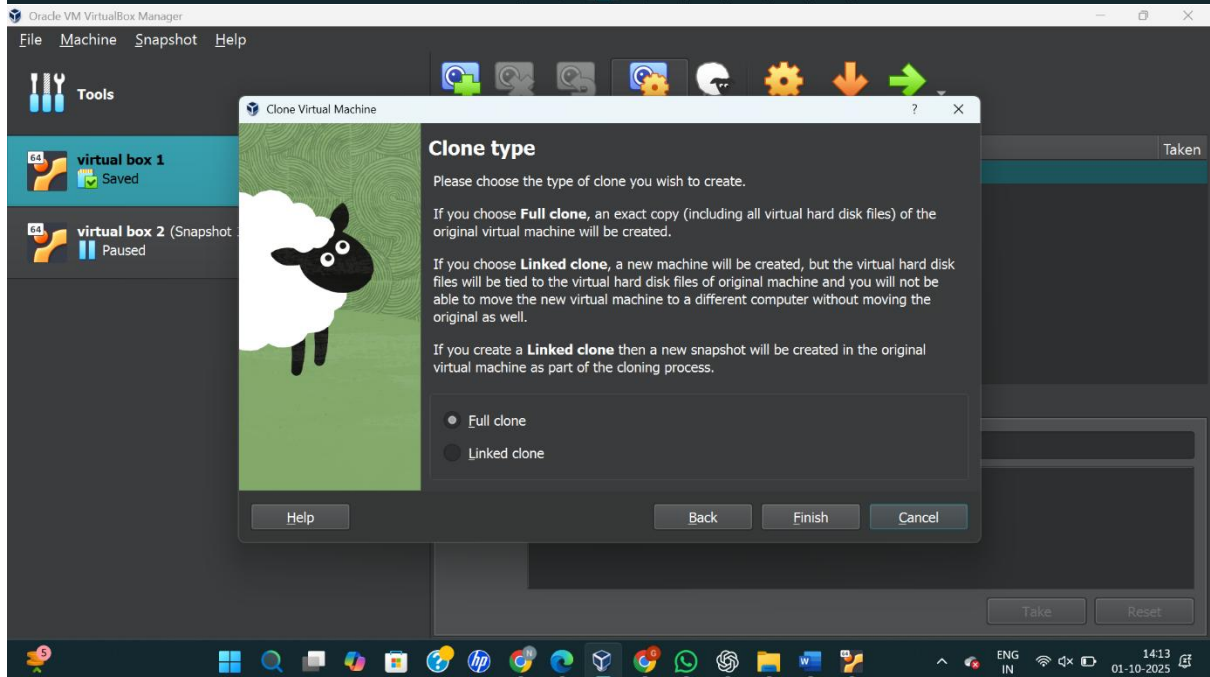 Oracle VM VirtualBox Manager
File Machine Snapshot Help
Tools
Clone Virtual Machine
? 
Taken
64
virtual box 1
Saved
64
virtual box 2 (Snapshot
Paused
Clone type
Please choose the type of clone you wish to create.
If you choose Full clone, an exact copy (including all virtual hard disk files) of the
original virtual machine will be created.
If you choose Linked clone, a new machine will be created, but the virtual hard disk
files will be tied to the virtual hard disk files of original machine and you will not be
able to move the new virtual machine to a different computer without moving the
original as well.
If you create a Linked clone then a new snapshot will be created in the original
virtual machine as part of the cloning process.
Full clone
Linked clone
Help Back Finish Cancel
Take Reset
5
hp
ENG
IN
14:13
01-10-2025